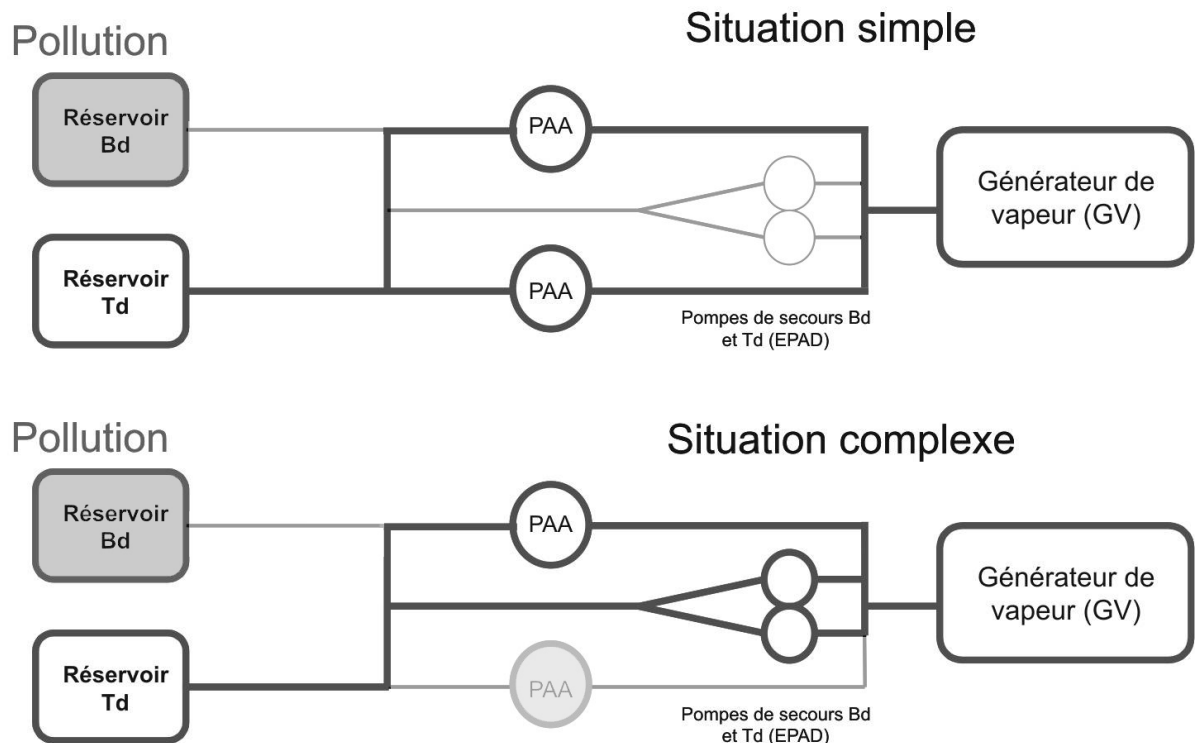 Situation simple
Pollution
Réservoir
Bd
PAA
Générateur de
vapeur (GV)
Réservoir
Td
PAA
Pompes de secours Bd
et Td (EPAD)
Situation complexe
Pollution
Réservoir
Bd
PAA
Générateur de
vapeur (GV)
Réservoir
Td
PAA
Pompes de secours Bd
et Td (EPAD)